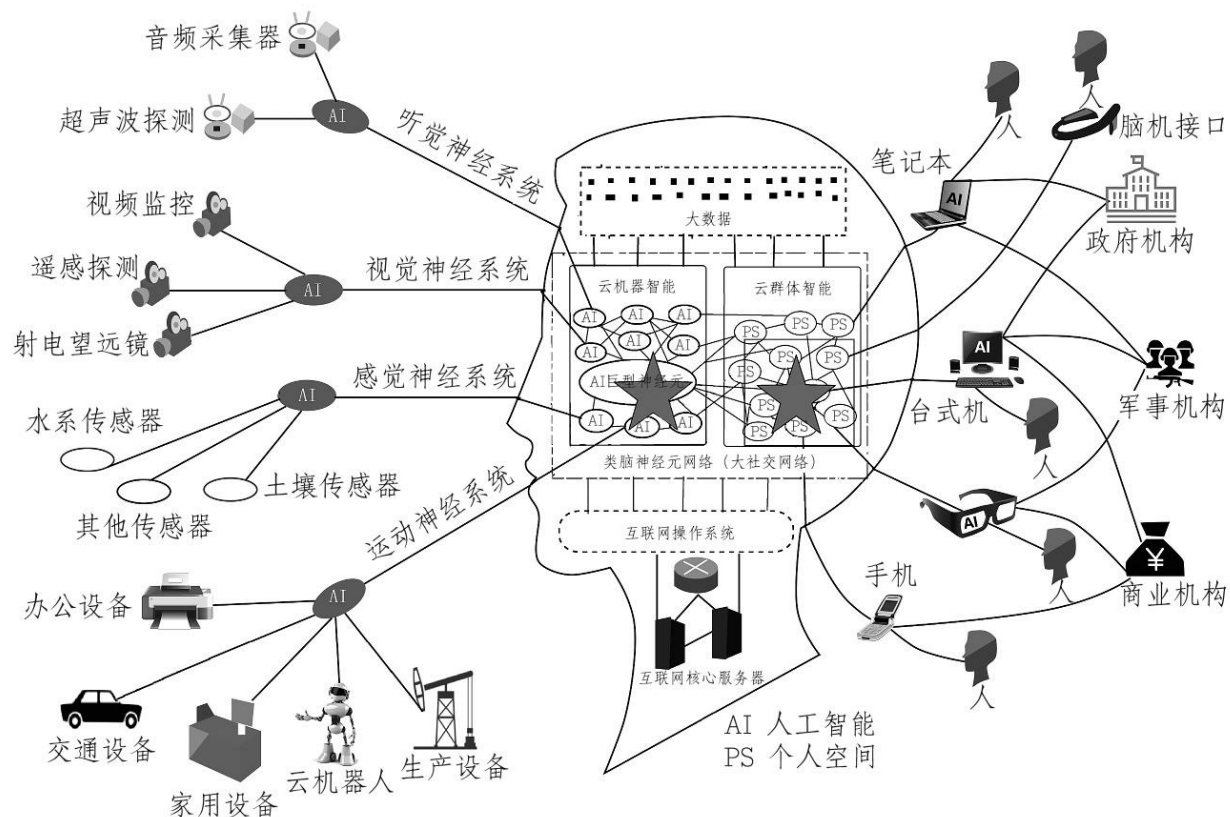 音频采集器
AI
超声波探测
听觉神经系统
视频监控
遥感探测
AI
视觉神经系统
射电望远镜
感觉神经系统
AI
水系传感器
土壤传感器
其他传感器
运动神经系统
办公设备
AI
交通设备
家用设备
云机器人
生产设备
大数据
云机器智能
云群体智能
AI
AI
AI
AI
AI
AI
AI巨型神经元
AI
AI
AI
PS
PS
PS
PS
PS
PS
PS
PS
PS
PS
PS
类脑神经元网络（大社交网络）
互联网操作系统
互联网核心服务器
AI 人工智能
PS 个人空间
人
人
脑机接口
笔记本
AI
政府机构
AI
台式机
军事机构
人
AI
人
手机
商业机构
¥
人